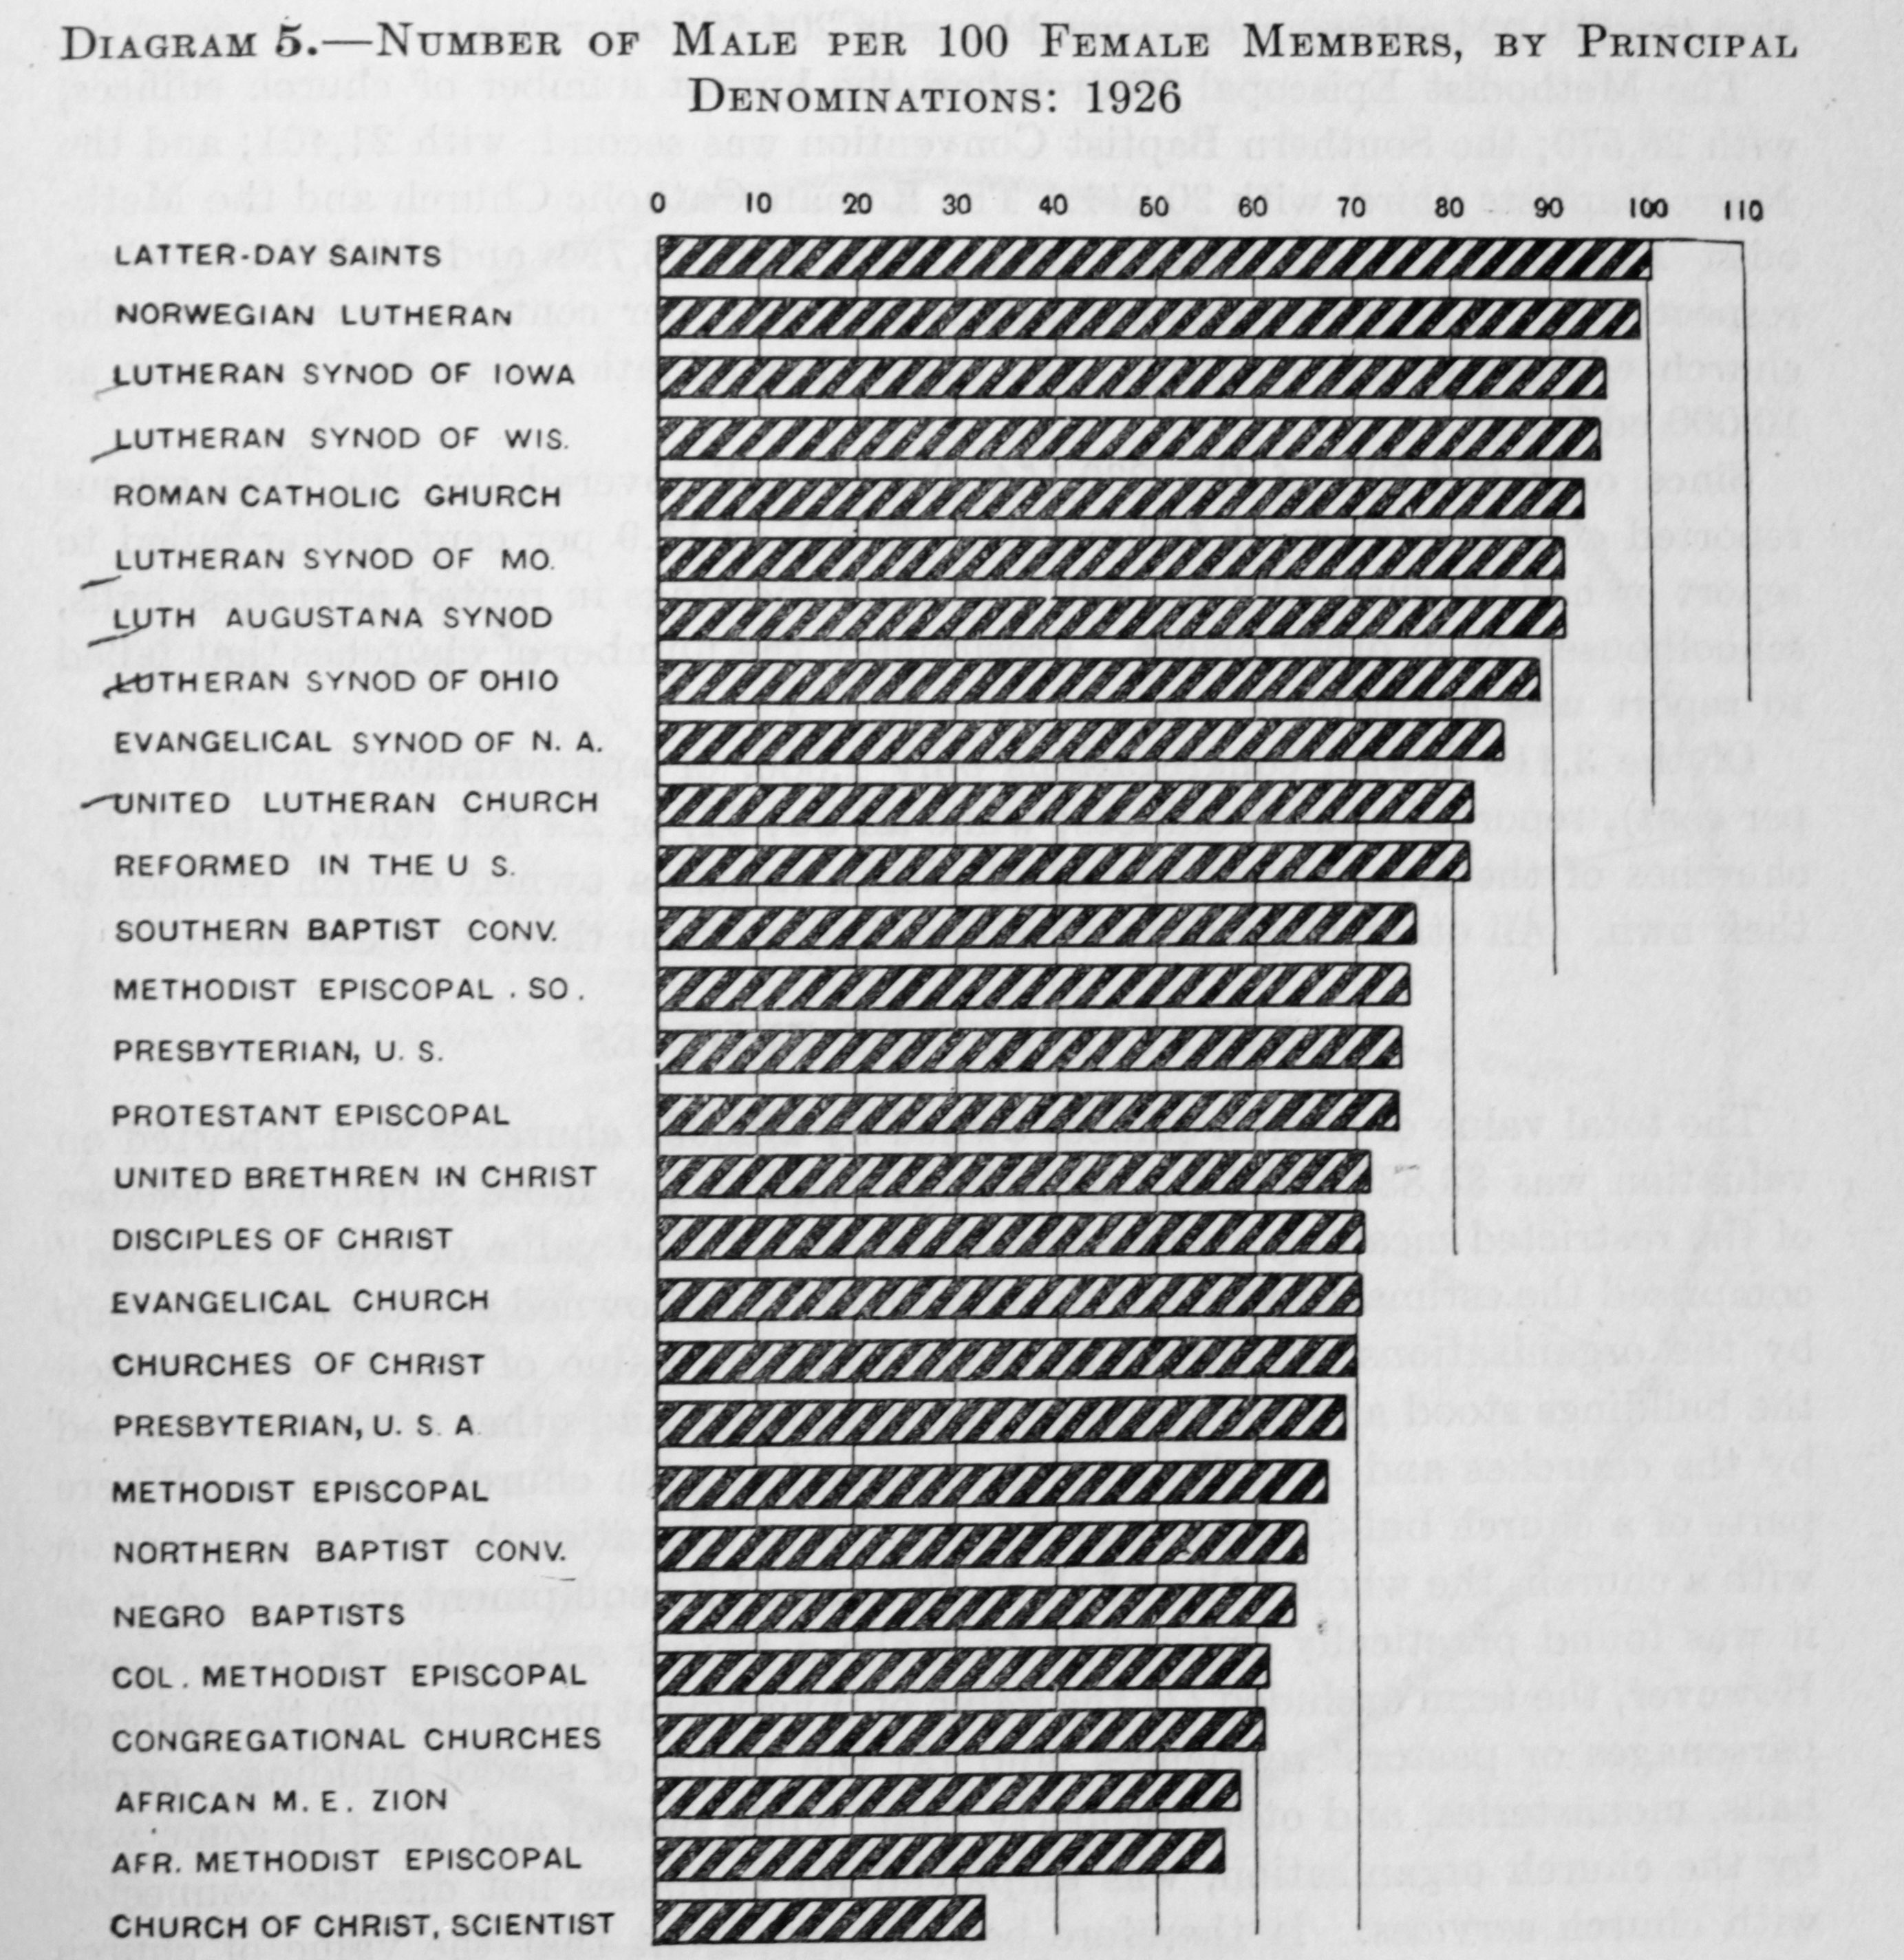 DIAGRAM 5.—NUMBER OF MALE PER 100 FEMALE MEMBERS, BY PRINCIPAL
DENOMINATIONS: 1926
0 10 20 30 40 50 60 70 80 90 100 110
LATTER-DAY SAINTS
NORWEGIAN LUTHERAN
LUTHERAN SYNOD OF IOWA
LUTHERAN SYNOD OF WIS.
ROMAN CATHOLIC GHURCH
LUTHERAN SYNOD OF MO.
LUTH AUGUSTANA SYNOD
LUTHERAN SYNOD OF OHIO
EVANGELICAL SYNOD OF N. A.
UNITED LUTHERAN CHURCH
REFORMED IN THE U S.
SOUTHERN BAPTIST CONV.
METHODIST EPISCOPAL . SO.
PRESBYTERIAN, U. S.
PROTESTANT EPISCOPAL
UNITED BRETHREN IN CHRIST
DISCIPLES OF CHRIST
EVANGELICAL CHURCH
CHURCHES OF CHRIST
PRESBYTERIAN, U. S. A
METHODIST EPISCOPAL
NORTHERN BAPTIST CONV.
NEGRO BAPTISTS
COL. METHODIST EPISCOPAL
CONGREGATIONAL CHURCHES
AFRICAN M. E. ZION
AFR. METHODIST EPISCOPAL
CHURCH OF CHRIST, SCIENTIST